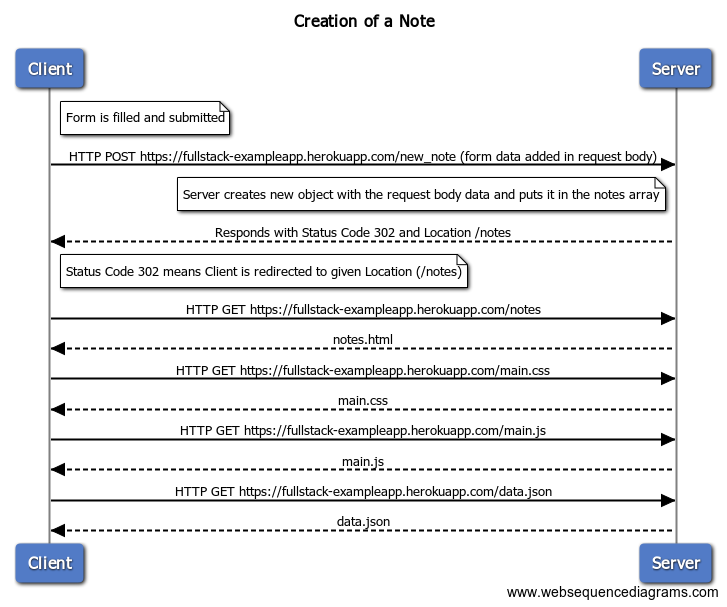 Creation of a Note
Client Server
Form is filled and submitted
HTTP POST https://fullstack-exampleapp.herokuapp.com/new_note (form data added in request body)
Server creates new object with the request body data and puts it in the notes array
Responds with Status Code 302 and Location /notes
Status Code 302 means Client is redirected to given Location (/notes)
HTTP GET https://fullstack-exampleapp.herokuapp.com/notes
notes.html
HTTP GET https://fullstack-exampleapp.herokuapp.com/main.css
main.css
HTTP GET https://fullstack-exampleapp.herokuapp.com/main.js
main.js
HTTP GET https://fullstack-exampleapp.herokuapp.com/data.json
data.json
Client Server
www.websequencediagrams.com